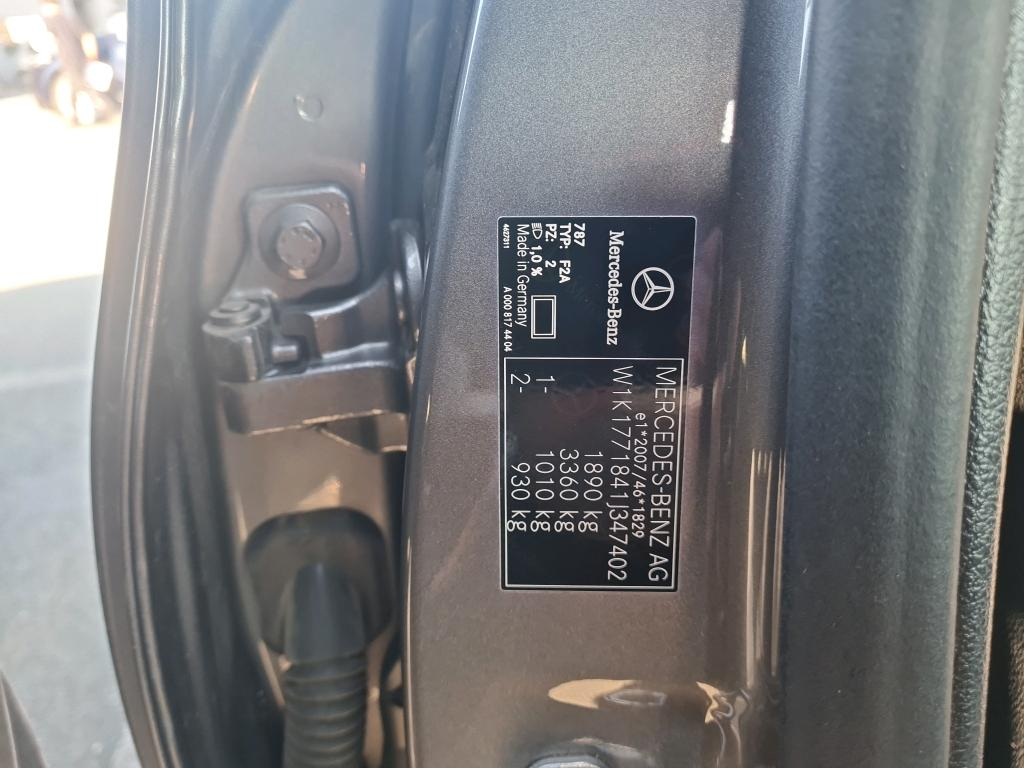 Mercedes-Benz
787
TYP: F2A
PZ: 2
1,0 %
Made in Germany
4427311
A 000 817 44 04
MERCEDES-BENZ AG
e1*2007/46*1829
W1K1771841J347402
1890 kg
3360 kg
1- 1010 kg
2- 930 kg